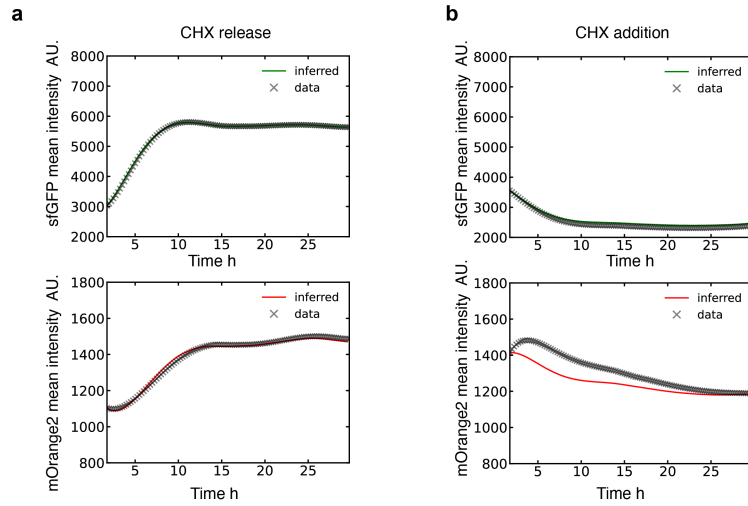 a
CHX release
sfGFP mean intensity AU.
8000
7000
6000
5000
4000
3000
2000
inferred
data
5
10
15
20
25
Time h
mOrange2 mean intensity AU.
1800
1600
1400
1200
1000
800
inferred
data
5
10
15
20
25
Time h
b
CHX addition
sfGFP mean intensity AU.
8000
7000
6000
5000
4000
3000
2000
inferred
data
5
10
15
20
25
Time h
mOrange2 mean intensity AU.
1800
1600
1400
1200
1000
800
inferred
data
5
10
15
20
25
Time h